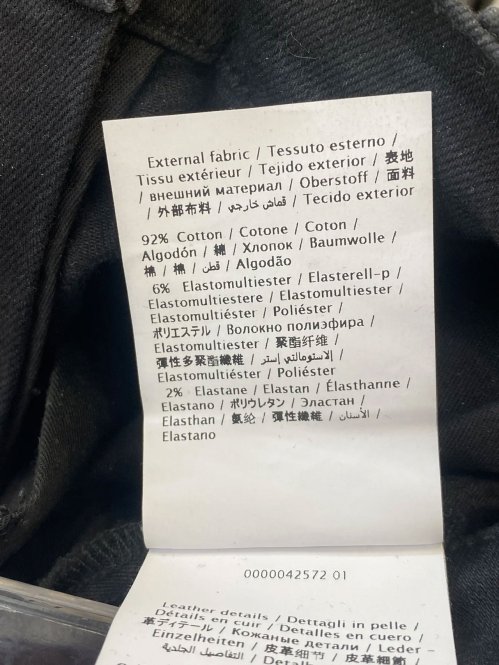 External fabric / Tessuto esterno /
Tissu extérieur / Tejido exterior / 表地
/ внешний материал / Oberstoff / 面料
/ 外部布料 / قماش خارجي / Tecido exterior
92% Cotton / Cotone / Coton /
Algodón / 綿 / Хлопок / Baumwolle /
棉 / 棉 / قطن / Algodão
6% Elastomultiester / Elasterell-p /
Elastomultiestere / Elastomultiester /
Elastomultiéster / Poliéster /
ポリエステル / Волокно полиэфира /
Elastomultiester / 聚酯纤维 /
彈性多聚酯纖維 / الإستومالتي إستر /
Elastomultiéster / Poliéster
2% Elastane / Elastan / Élasthanne /
Elastano / ポリウレタン / Эластан /
Elasthan / 氨纶 / 彈性纖維 / الأستان /
Elastano
0000042572 01
Leather details / Dettagli in pelle /
Détails en cuir / Detalles en cuero /
革ディテール / Кожаные детали / Leder -
Einzelheiten / 皮革细节 / 皮革細節 /
التفاصيل الجلدية /